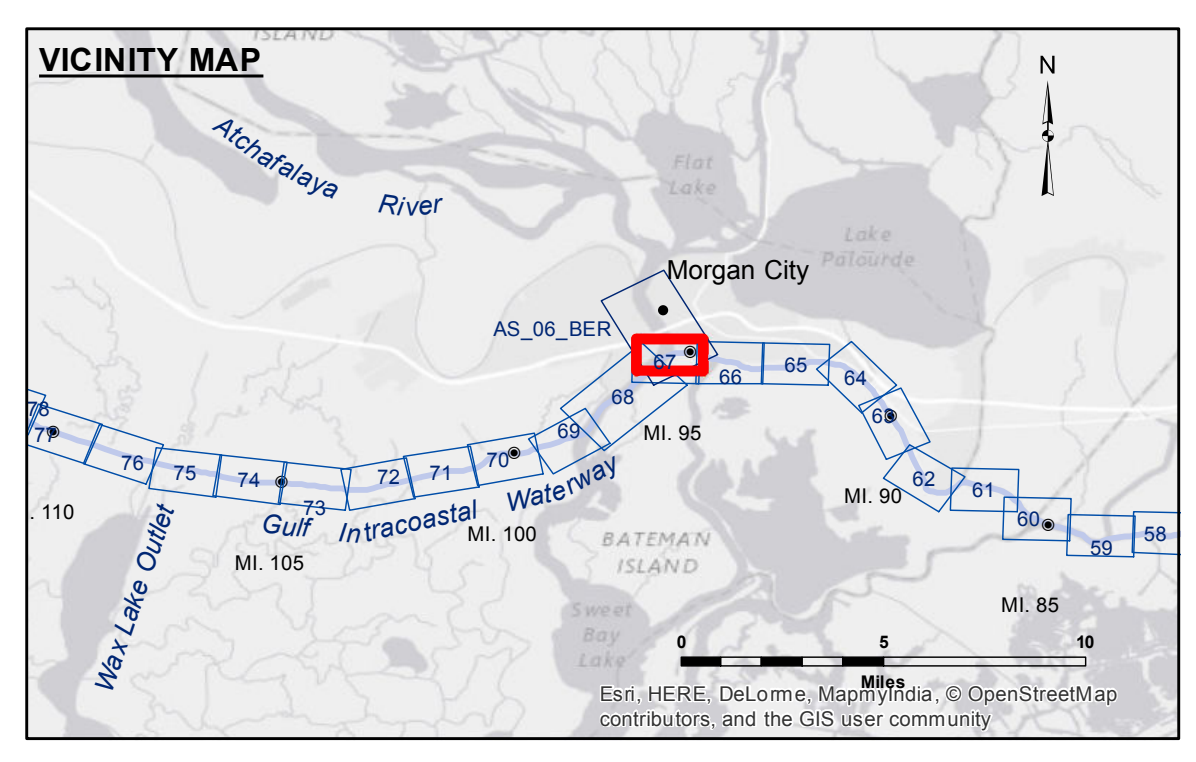 ISLAND
VICINITY MAP
N
Atchafalaya
River
Flat
Lake
Lake
Palourde
Morgan City
AS_06_BER
67
66
65
64
63
68
78
77
76
75
74
73
72
71
70
69
MI. 95
62
61
60
59
58
MI. 90
. 110
Gulf Intracoastal Waterway
MI. 100
MI. 105
Wax Lake Outlet
BATEMAN
ISLAND
MI. 85
Sweet
Bay
Lake
0 5 10
Miles
Esri, HERE, DeLorme, MapmyIndia, © OpenStreetMap
contributors, and the GIS user community